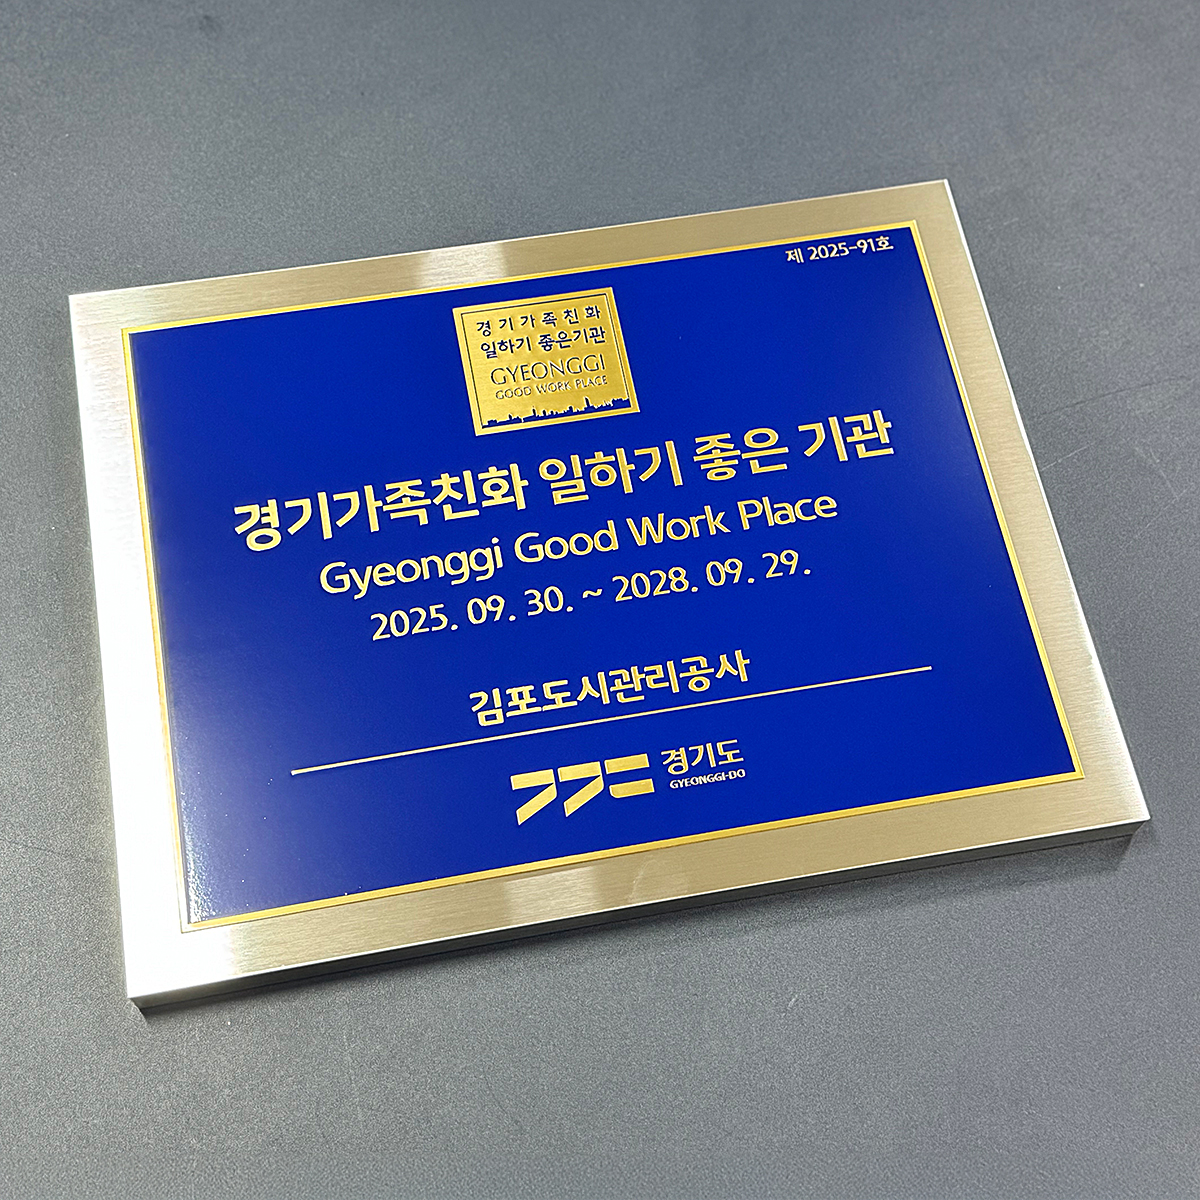 제 2025-91호
경기가족친화
일하기 좋은기관
GYEONGGI
GOOD WORK PLACE
경기가족친화 일하기 좋은 기관
Gyeonggi Good Work Place
2025. 09. 30. ~ 2028. 09. 29.
김포도시관리공사
경기도
GYEONGGI-DO